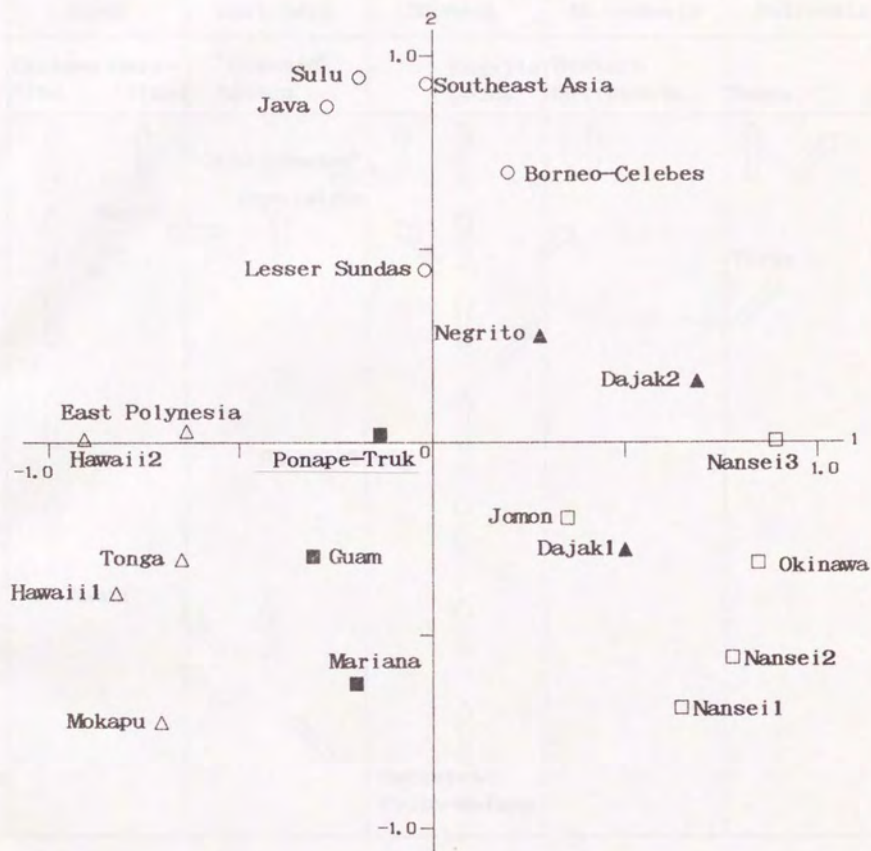 2
1.0
Sulu
Southeast Asia
Java
Borneo-Celebes
Lesser Sundas
Negrito
Dajak2
East Polynesia
1
-1.0
Hawaii2
Ponape-Truk
0
Nansei3
1.0
Jomon
Tonga
Guam
Dajak1
Okinawa
Hawaii1
Mariana
Nansei2
Nansei1
Mokapu
-1.0